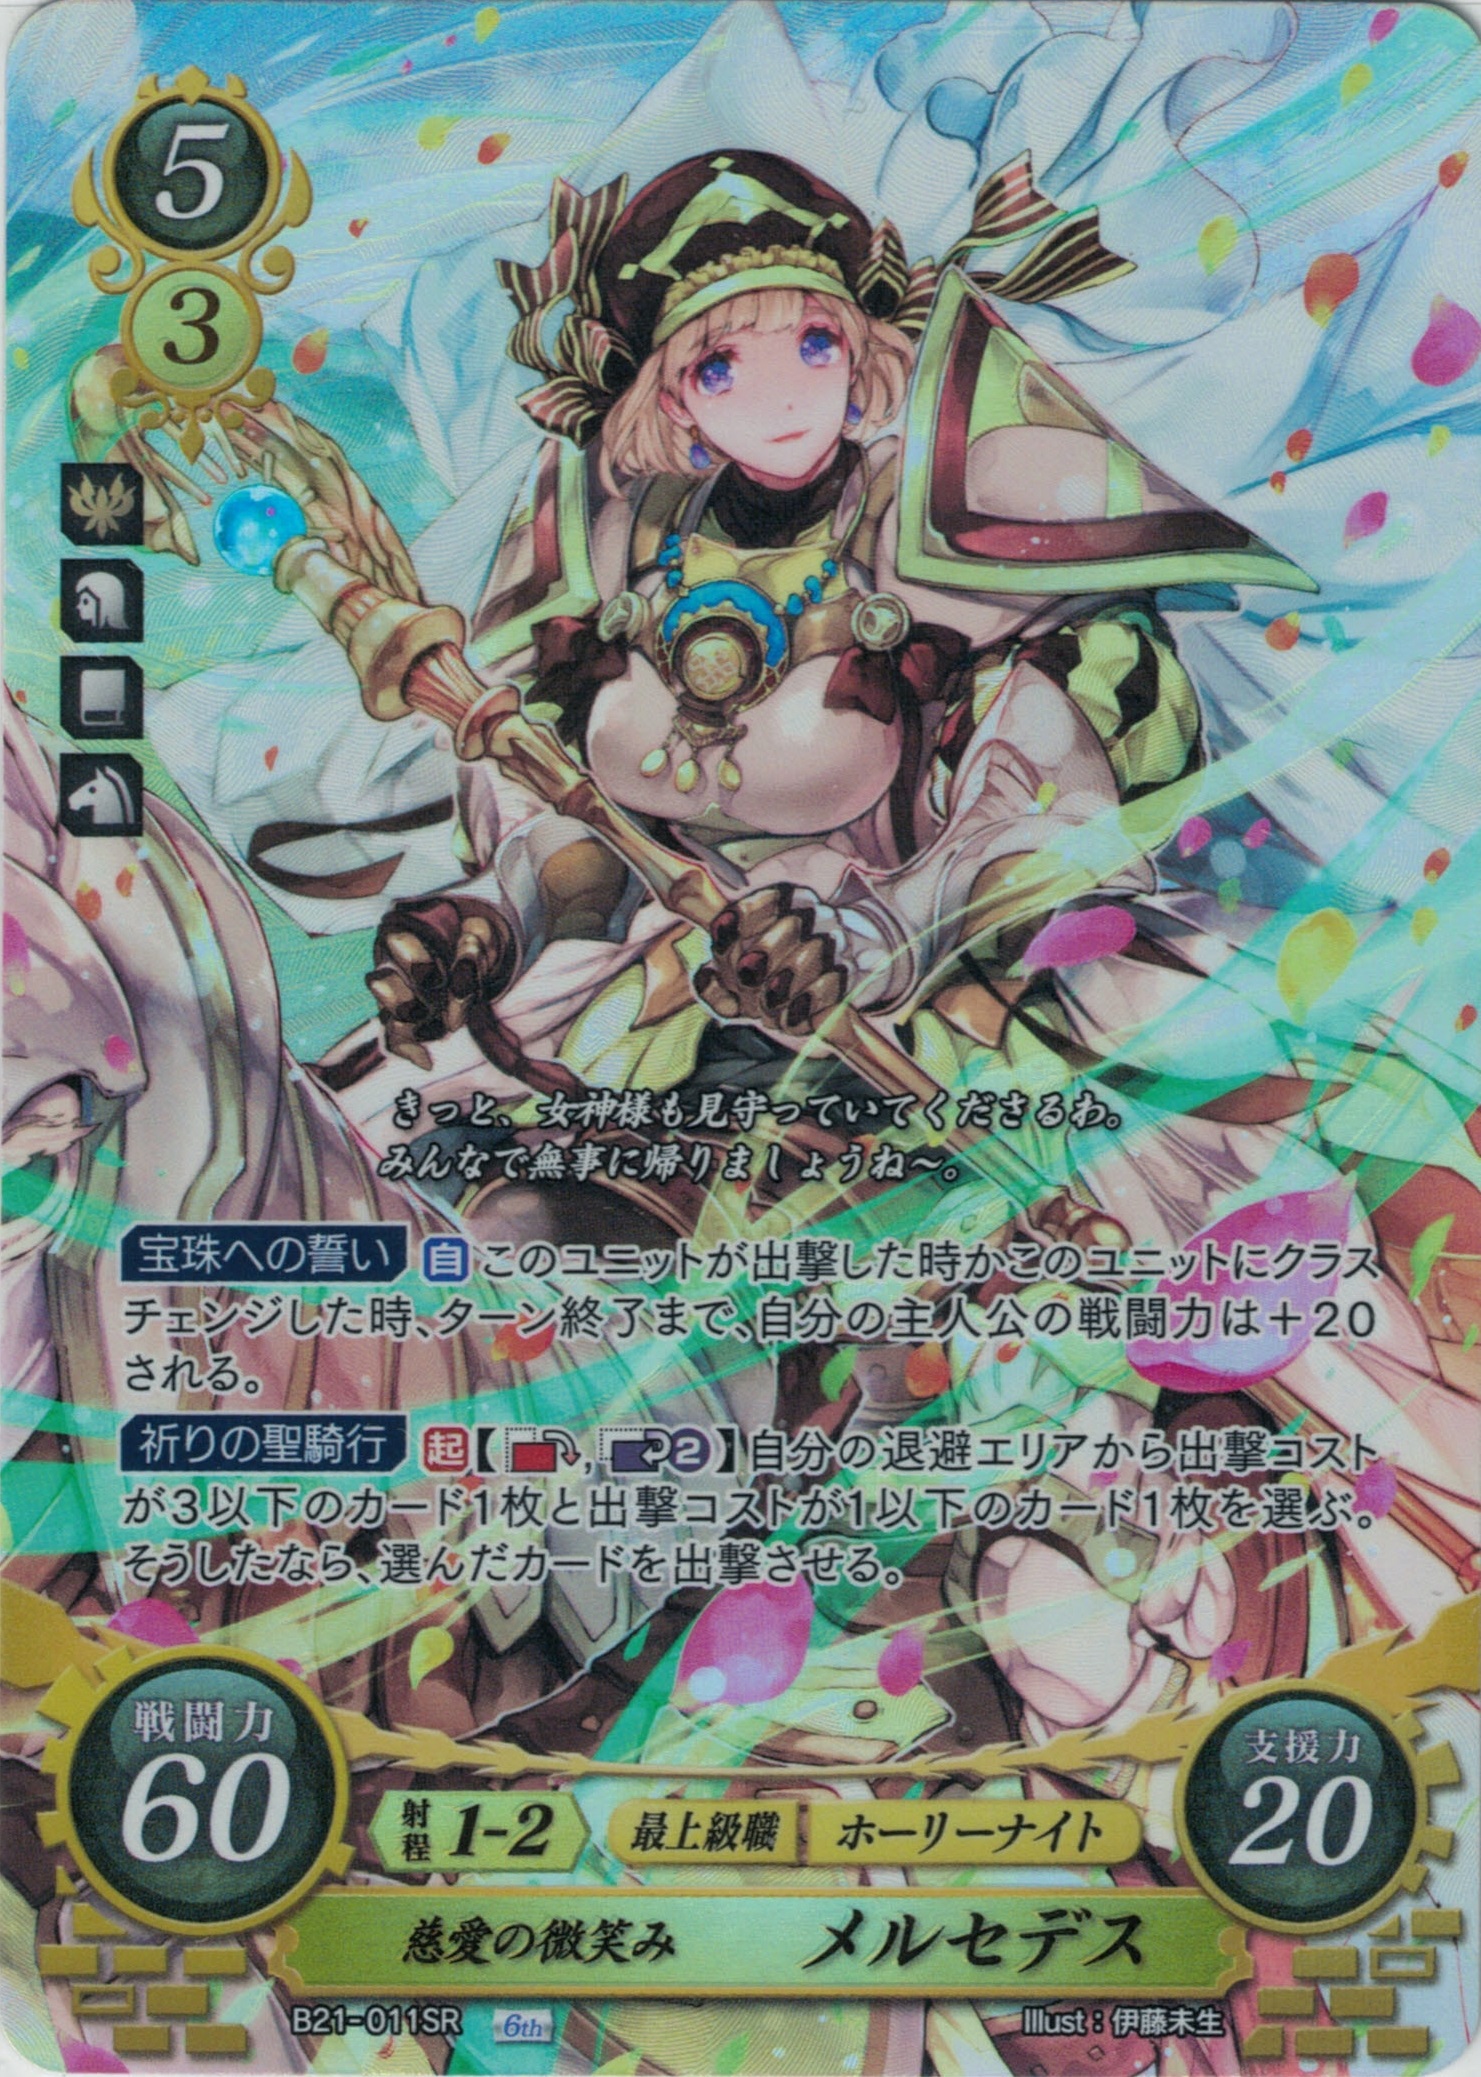 5
3
きっと、女神様も見守っていてくださるわ。
みんなで無事に帰りましょうね〜。
宝珠への誓い 自 このユニットが出撃した時かこのユニットにクラス
チェンジした時、ターン終了まで、自分の主人公の戦闘力は＋20
される。
祈りの聖騎行 起【 , 2】自分の退避エリアから出撃コスト
が3以下のカード1枚と出撃コストが1以下のカード1枚を選ぶ。
そうしたなら、選んだカードを出撃させる。
戦闘力
60
射程 1-2
最上級職 ホーリーナイト
支援力
20
慈愛の微笑み メルセデス
B21-011SR 6th
Illust：伊藤未生